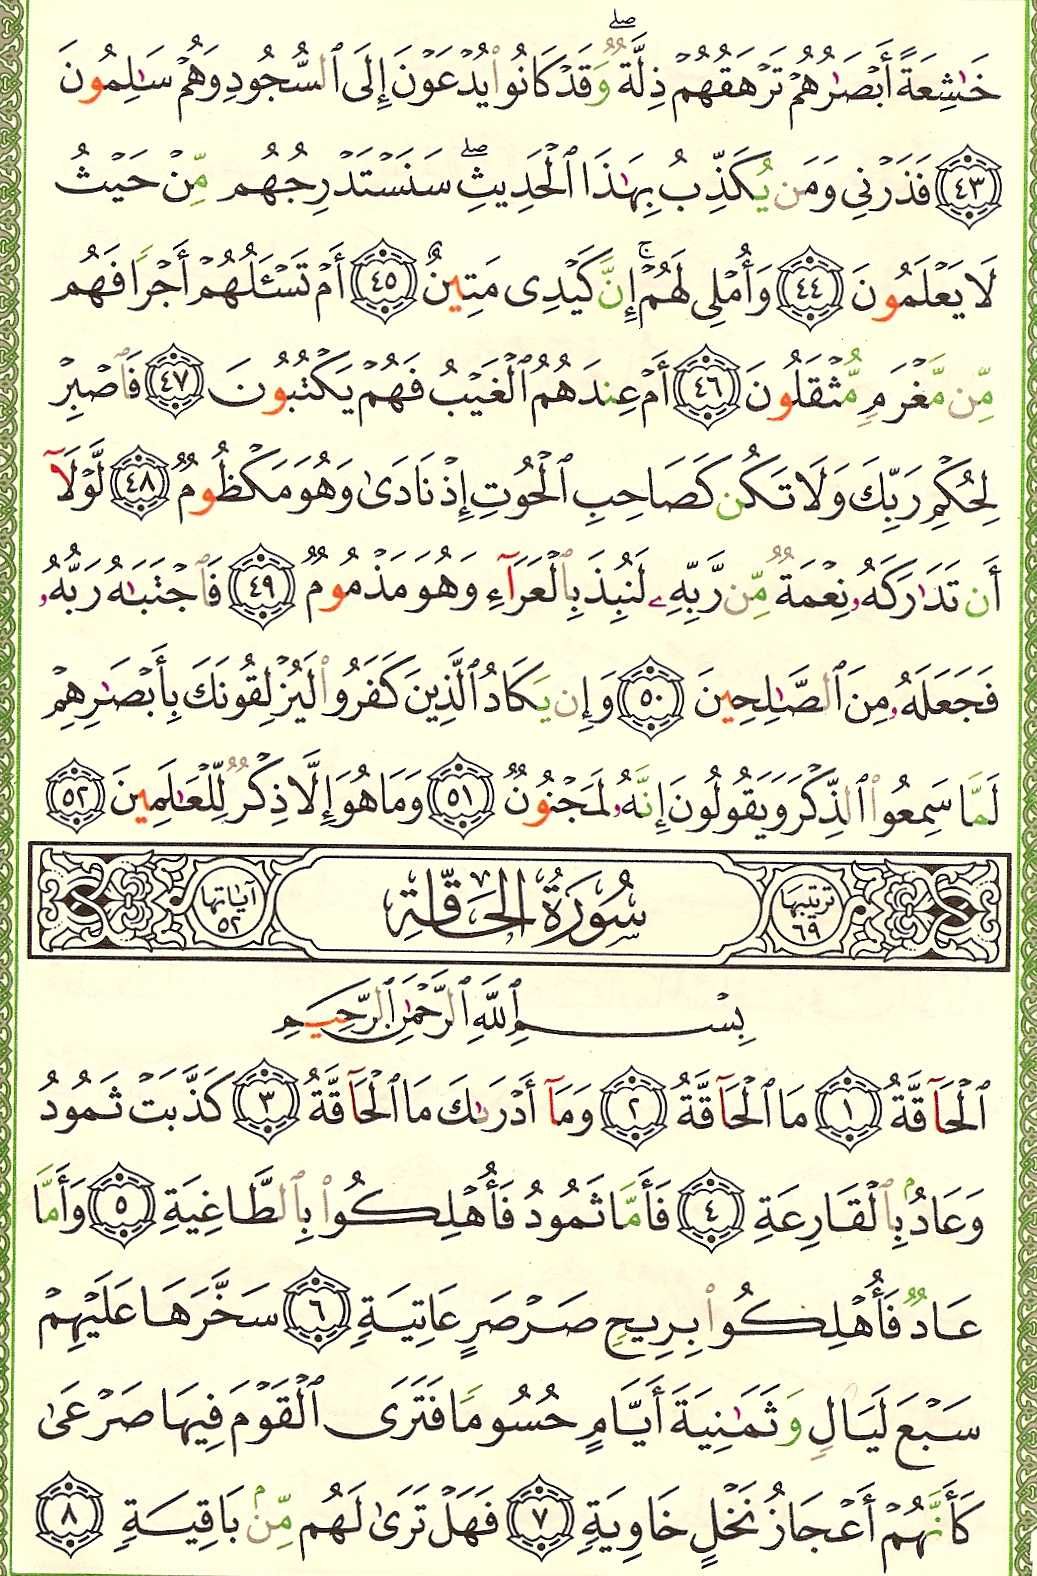 خَٰشِعَةً أَبْصَٰرُهُمْ تَرْهَقُهُمْ ذِلَّةٌ ۖ وَقَدْ كَانُوا۟ يُدْعَوْنَ إِلَى ٱلسُّجُودِ وَهُمْ سَٰلِمُونَ
٤٣ فَذَرْنِى وَمَن يُكَذِّبُ بِهَٰذَا ٱلْحَدِيثِ ۖ سَنَسْتَدْرِجُهُم مِّنْ حَيْثُ
لَا يَعْلَمُونَ ٤٤ وَأُمْلِى لَهُمْ ۚ إِنَّ كَيْدِى مَتِينٌ ٤٥ أَمْ تَسْـَٔلُهُمْ أَجْرًا فَهُم
مِّن مَّغْرَمٍ مُّثْقَلُونَ ٤٦ أَمْ عِندَهُمُ ٱلْغَيْبُ فَهُمْ يَكْتُبُونَ ٤٧ فَٱصْبِرْ
لِحُكْمِ رَبِّكَ وَلَا تَكُن كَصَاحِبِ ٱلْحُوتِ إِذْ نَادَىٰ وَهُوَ مَكْظُومٌ ٤٨ لَّوْلَآ
أَن تَدَٰرَكَهُۥ نِعْمَةٌ مِّن رَّبِّهِۦ لَنُبِذَ بِٱلْعَرَآءِ وَهُوَ مَذْمُومٌ ٤٩ فَٱجْتَبَٰهُ رَبُّهُۥ
فَجَعَلَهُۥ مِنَ ٱلصَّٰلِحِينَ ٥٠ وَإِن يَكَادُ ٱلَّذِينَ كَفَرُوا۟ لَيُزْلِقُونَكَ بِأَبْصَٰرِهِمْ
لَمَّا سَمِعُوا۟ ٱلذِّكْرَ وَيَقُولُونَ إِنَّهُۥ لَمَجْنُونٌ ٥١ وَمَا هُوَ إِلَّا ذِكْرٌ لِّلْعَٰلَمِينَ ٥٢
ترتيبها ٦٩ سُورَةُ الحَاقَّةِ آياتها ٥٢
بِسْمِ ٱللَّهِ ٱلرَّحْمَٰنِ ٱلرَّحِيمِ
ٱلْحَآقَّةُ ١ مَا ٱلْحَآقَّةُ ٢ وَمَآ أَدْرَىٰكَ مَا ٱلْحَآقَّةُ ٣ كَذَّبَتْ ثَمُودُ
وَعَادٌۢ بِٱلْقَارِعَةِ ٤ فَأَمَّا ثَمُودُ فَأُهْلِكُوا۟ بِٱلطَّاغِيَةِ ٥ وَأَمَّا
عَادٌ فَأُهْلِكُوا۟ بِرِيحٍ صَرْصَرٍ عَاتِيَةٍ ٦ سَخَّرَهَا عَلَيْهِمْ
سَبْعَ لَيَالٍ وَثَمَٰنِيَةَ أَيَّامٍ حُسُومًا فَتَرَى ٱلْقَوْمَ فِيهَا صَرْعَىٰ
كَأَنَّهُمْ أَعْجَازُ نَخْلٍ خَاوِيَةٍ ٧ فَهَلْ تَرَىٰ لَهُم مِّنۢ بَاقِيَةٍ ٨